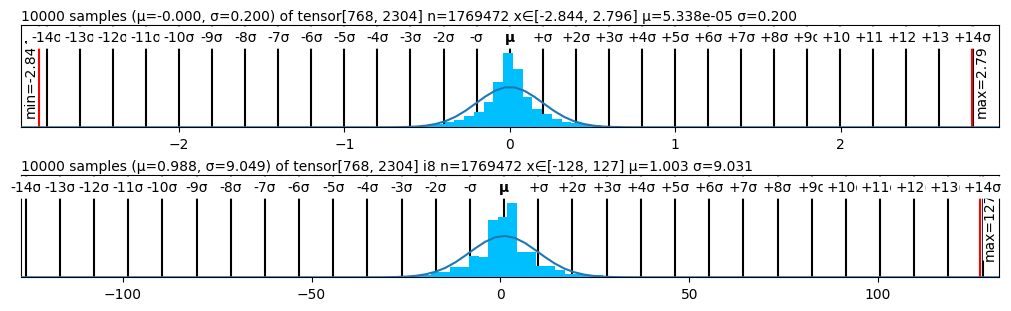 10000 samples (μ=-0.000, σ=0.200) of tensor[768, 2304] n=1769472 x∈[-2.844, 2.796] μ=5.338e-05 σ=0.200
-14σ -13σ -12σ -11σ -10σ -9σ -8σ -7σ -6σ -5σ -4σ -3σ -2σ -σ μ +σ +2σ +3σ +4σ +5σ +6σ +7σ +8σ +9σ +10 +11 +12 +13 +14σ
min=-2.84
max=2.79
−2 −1 0 1 2
10000 samples (μ=0.988, σ=9.049) of tensor[768, 2304] i8 n=1769472 x∈[-128, 127] μ=1.003 σ=9.031
-14σ -13σ -12σ -11σ -10σ -9σ -8σ -7σ -6σ -5σ -4σ -3σ -2σ -σ μ +σ +2σ +3σ +4σ +5σ +6σ +7σ +8σ +9σ +10 +11 +12 +13 +14σ
max=127
−100 −50 0 50 100